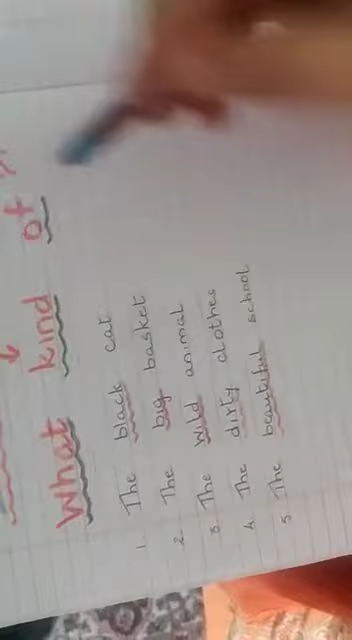 What kind of
1. The black cat
2. The big basket
3. The wild animal
4. The dirty clothes
5. The beautiful school